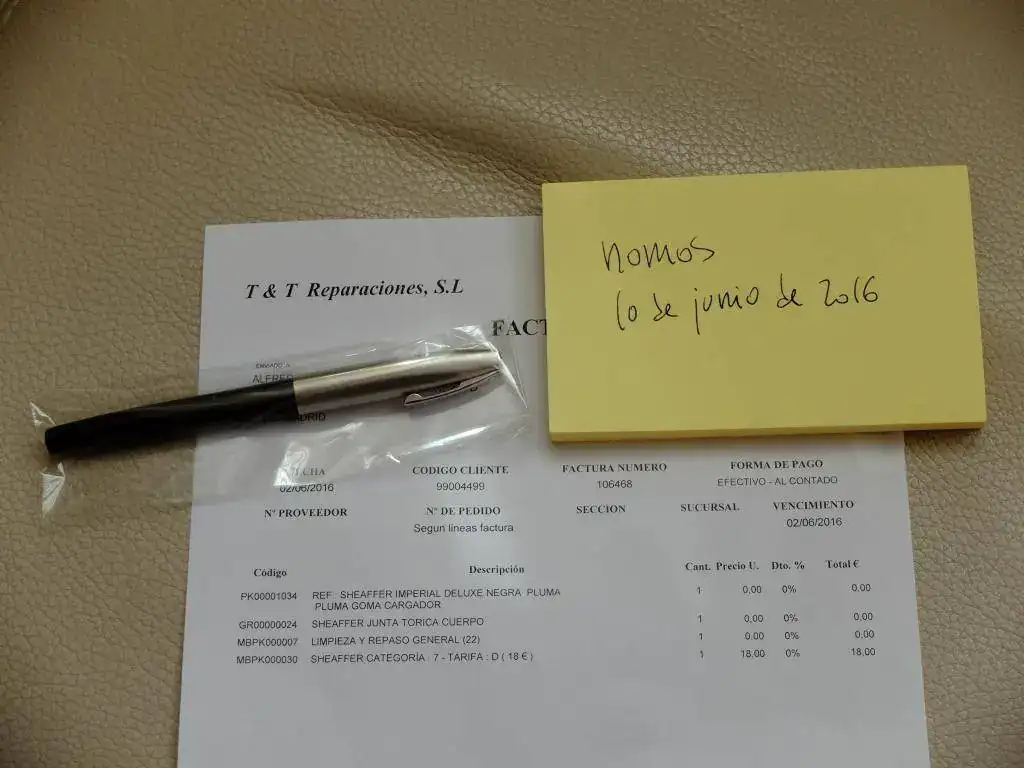 nomos
10 de junio de 2016
T & T Reparaciones, S.L
FACT
ENVIADO A
ALFRED
DRID
FECHA CODIGO CLIENTE FACTURA NUMERO FORMA DE PAGO
02/06/2016 99004499 106468 EFECTIVO - AL CONTADO
Nº PROVEEDOR Nº DE PEDIDO SECCION SUCURSAL VENCIMIENTO
Segun lineas factura 02/06/2016
Código Descripción Cant. Precio U. Dto. % Total €
PK00001034 REF: SHEAFFER IMPERIAL DELUXE NEGRA PLUMA 1 0,00 0% 0,00
PLUMA GOMA CARGADOR
GR00000024 SHEAFFER JUNTA TORICA CUERPO 1 0,00 0% 0,00
MBPK000007 LIMPIEZA Y REPASO GENERAL (22) 1 0.00 0% 0,00
MBPK000030 SHEAFFER CATEGORÍA : 7 - TARIFA : D ( 18 € ) 1 18,00 0% 18,00